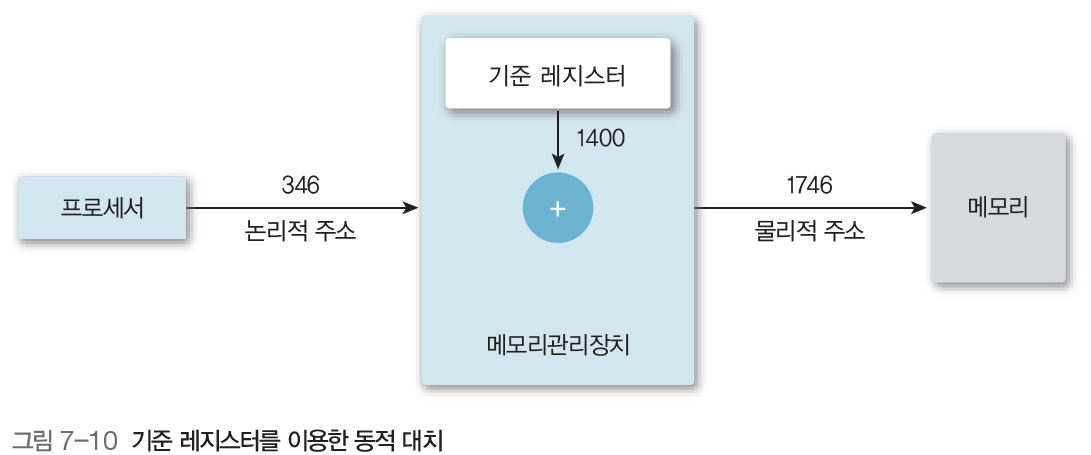 기준 레지스터
1400
프로세서
346
논리적 주소
+
1746
물리적 주소
메모리
메모리관리장치
그림 7-10 기준 레지스터를 이용한 동적 대치